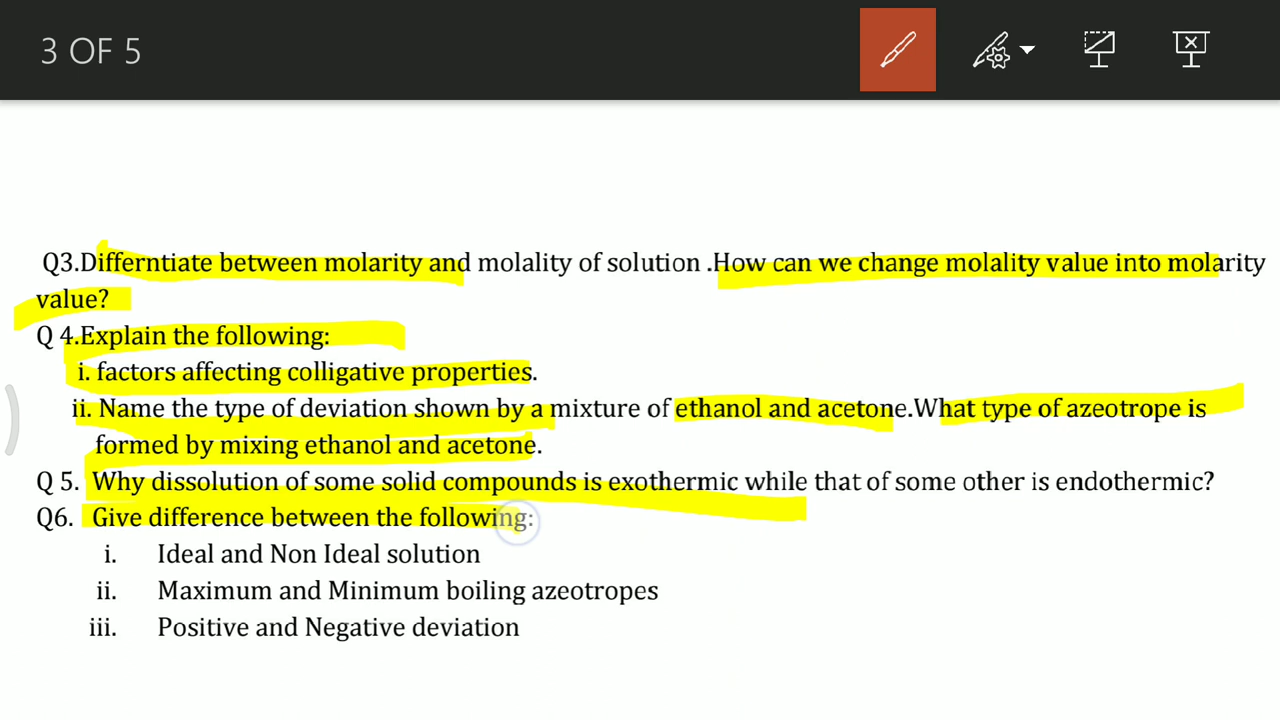 3 OF 5
Q3.Differntiate between molarity and molality of solution .How can we change molality value into molarity
value?
Q 4.Explain the following:
i. factors affecting colligative properties.
ii. Name the type of deviation shown by a mixture of ethanol and acetone.What type of azeotrope is
formed by mixing ethanol and acetone.
Q 5. Why dissolution of some solid compounds is exothermic while that of some other is endothermic?
Q6. Give difference between the following:
i. Ideal and Non Ideal solution
ii. Maximum and Minimum boiling azeotropes
iii. Positive and Negative deviation